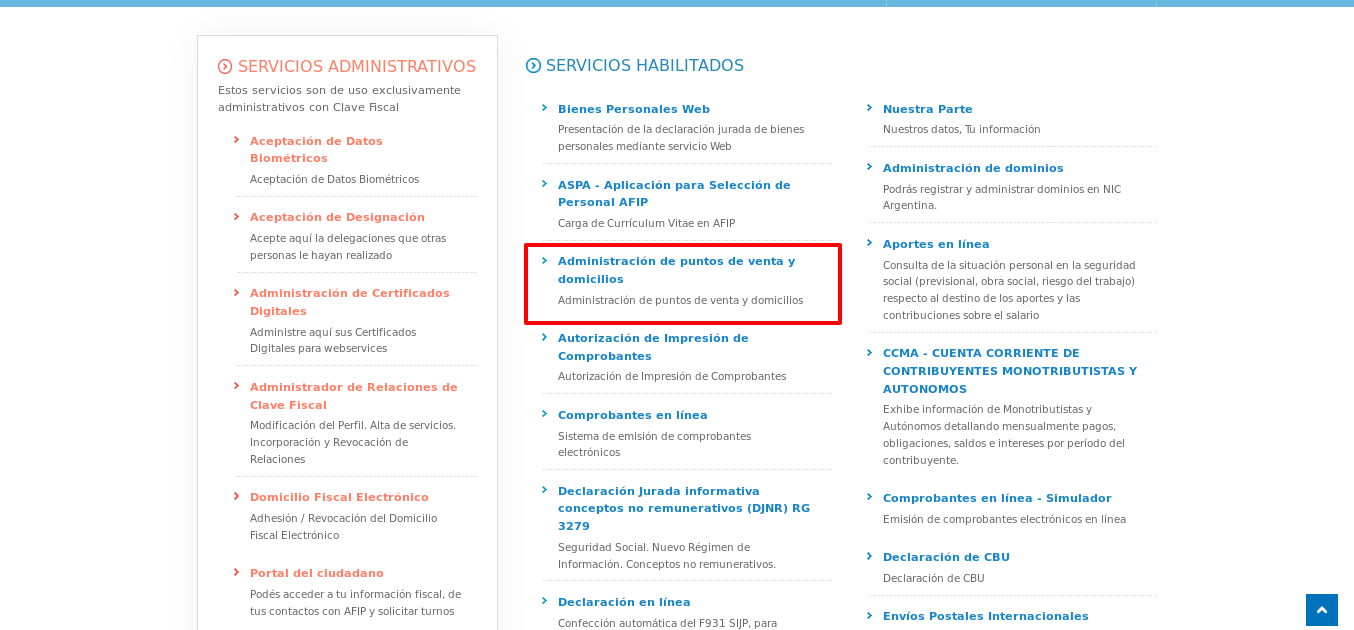 SERVICIOS ADMINISTRATIVOS
Estos servicios son de uso exclusivamente
administrativos con Clave Fiscal
Aceptación de Datos
Biométricos
Aceptación de Datos Biométricos
Aceptación de Designación
Acepte aquí la delegaciones que otras
personas le hayan realizado
Administración de Certificados
Digitales
Administre aquí sus Certificados
Digitales para webservices
Administrador de Relaciones de
Clave Fiscal
Modificación del Perfil. Alta de servicios.
Incorporación y Revocación de
Relaciones
Domicilio Fiscal Electrónico
Adhesión / Revocación del Domicilio
Fiscal Electrónico
Portal del ciudadano
Podés acceder a tu información fiscal, de
tus contactos con AFIP y solicitar turnos
SERVICIOS HABILITADOS
Bienes Personales Web
Presentación de la declaración jurada de bienes
personales mediante servicio Web
ASPA - Aplicación para Selección de
Personal AFIP
Carga de Currículum Vitae en AFIP
Administración de puntos de venta y
domicilios
Administración de puntos de venta y domicilios
Autorización de Impresión de
Comprobantes
Autorización de Impresión de Comprobantes
Comprobantes en línea
Sistema de emisión de comprobantes
electrónicos
Declaración Jurada informativa
conceptos no remunerativos (DJNR) RG
3279
Seguridad Social. Nuevo Régimen de
Información. Conceptos no remunerativos.
Declaración en línea
Confección automática del F931 SIJP, para
Nuestra Parte
Nuestros datos, Tu información
Administración de dominios
Podrás registrar y administrar dominios en NIC
Argentina.
Aportes en línea
Consulta de la situación personal en la seguridad
social (previsional, obra social, riesgo del trabajo)
respecto al destino de los aportes y las
contribuciones sobre el salario
CCMA - CUENTA CORRIENTE DE
CONTRIBUYENTES MONOTRIBUTISTAS Y
AUTONOMOS
Exhibe información de Monotributistas y
Autónomos detallando mensualmente pagos,
obligaciones, saldos e intereses por período del
contribuyente.
Comprobantes en línea - Simulador
Emisión de comprobantes electrónicos en línea
Declaración de CBU
Declaración de CBU
Envíos Postales Internacionales